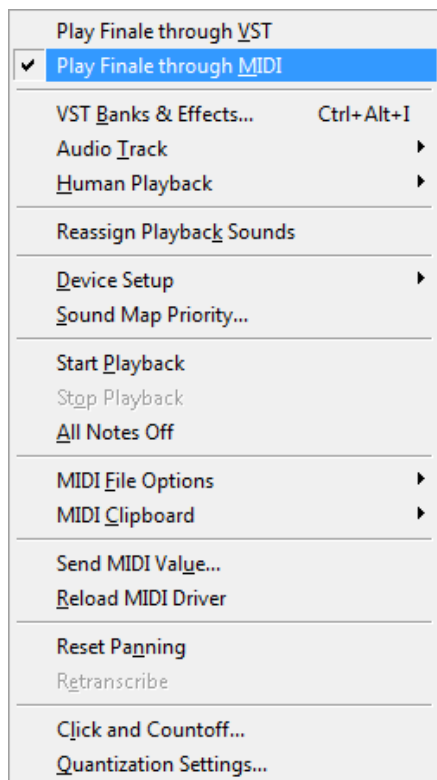 Play Finale through VST
Play Finale through MIDI
VST Banks & Effects... Ctrl+Alt+I
Audio Track
Human Playback
Reassign Playback Sounds
Device Setup
Sound Map Priority...
Start Playback
Stop Playback
All Notes Off
MIDI File Options
MIDI Clipboard
Send MIDI Value...
Reload MIDI Driver
Reset Panning
Retranscribe
Click and Countoff...
Quantization Settings...